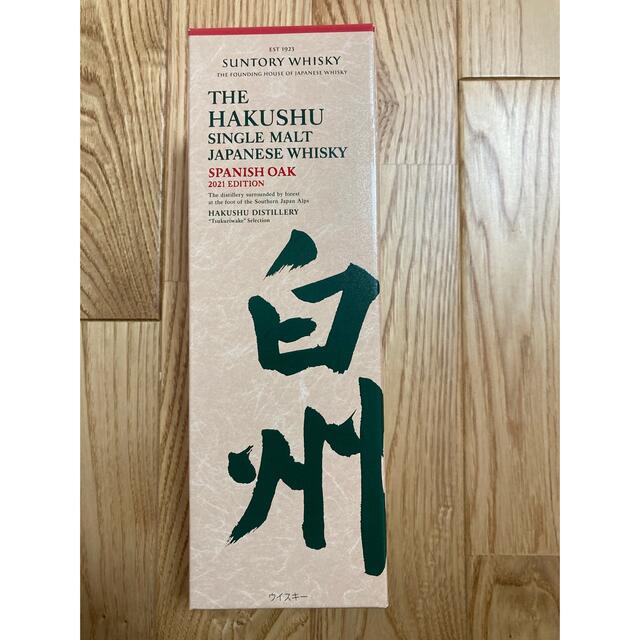 EST 1923
SUNTORY WHISKY
THE FOUNDING HOUSE OF JAPANESE WHISKY
THE
HAKUSHU
SINGLE MALT
JAPANESE WHISKY
SPANISH OAK
2021 EDITION
The distillery surrounded by forest
at the foot of the Southern Japan Alps
HAKUSHU DISTILLERY
"Tsukuriwake" Selection
白州
ウイスキー